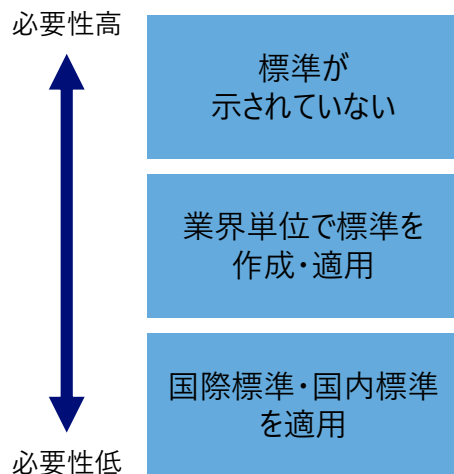 必要性高
標準が
示されていない
業界単位で標準を
作成・適用
国際標準・国内標準
を適用
必要性低